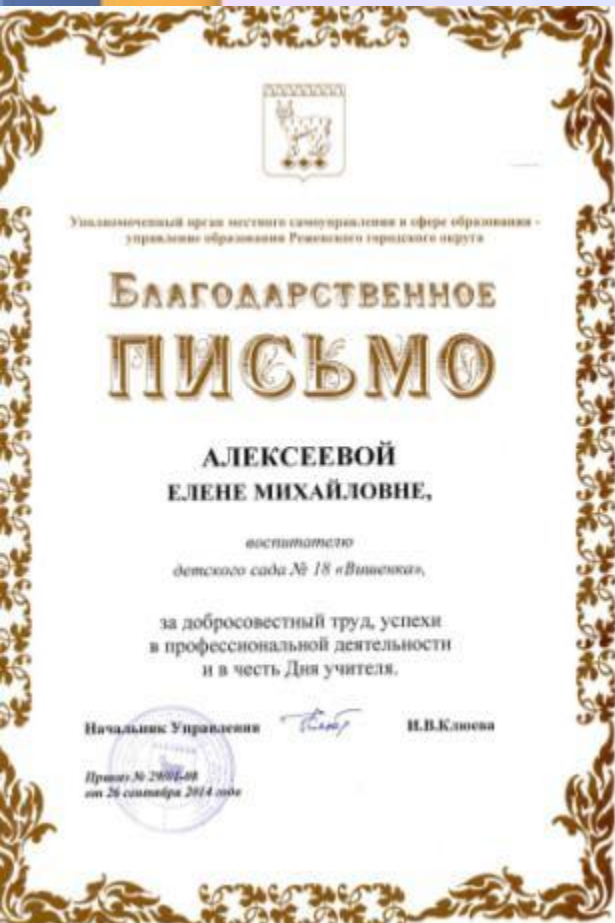 Уполномоченный орган местного самоуправления в сфере образования -
управление образования Режевского городского округа
БЛАГОДАРСТВЕННОЕ
ПИСЬМО
АЛЕКСЕЕВОЙ
ЕЛЕНЕ МИХАЙЛОВНЕ,
воспитателю
детского сада № 18 «Вишенка»,
за добросовестный труд, успехи
в профессиональной деятельности
и в честь Дня учителя.
Начальник Управления И.В.Клюева
Приказ №
от 26 сентября 2014 года